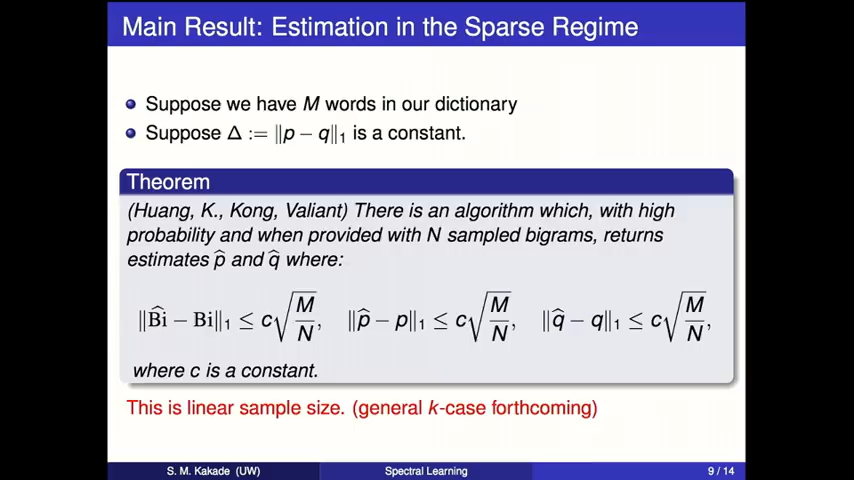 Main Result: Estimation in the Sparse Regime
Suppose we have M words in our dictionary
Suppose Δ := ‖p − q‖₁ is a constant.
Theorem
(Huang, K., Kong, Valiant) There is an algorithm which, with high
probability and when provided with N sampled bigrams, returns
estimates p̂ and q̂ where:
‖B̂i − Bi‖₁ ≤ c√(M/N), ‖p̂ − p‖₁ ≤ c√(M/N), ‖q̂ − q‖₁ ≤ c√(M/N),
where c is a constant.
This is linear sample size. (general k-case forthcoming)
S. M. Kakade (UW) Spectral Learning 9 / 14